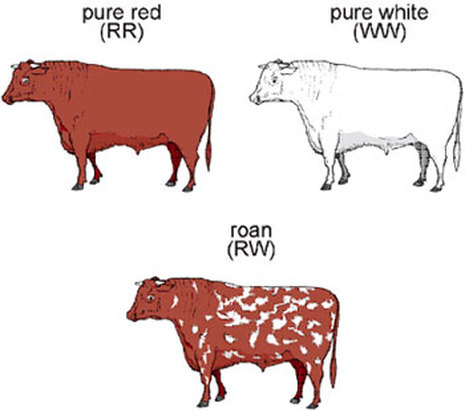 pure red
(RR)
pure white
(WW)
roan
(RW)